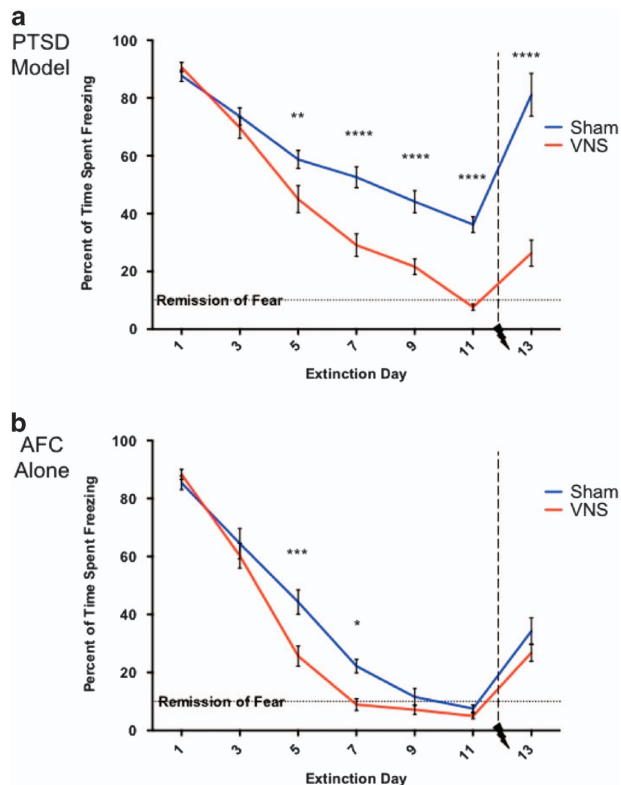 a
PTSD
Model
Percent of Time Spent Freezing
100
80
60
40
20
0
**
****
****
****
****
Sham
VNS
Remission of Fear
1 3 5 7 9 11 13
Extinction Day
b
AFC
Alone
Percent of Time Spent Freezing
100
80
60
40
20
0
***
*
Sham
VNS
Remission of Fear
1 3 5 7 9 11 13
Extinction Day